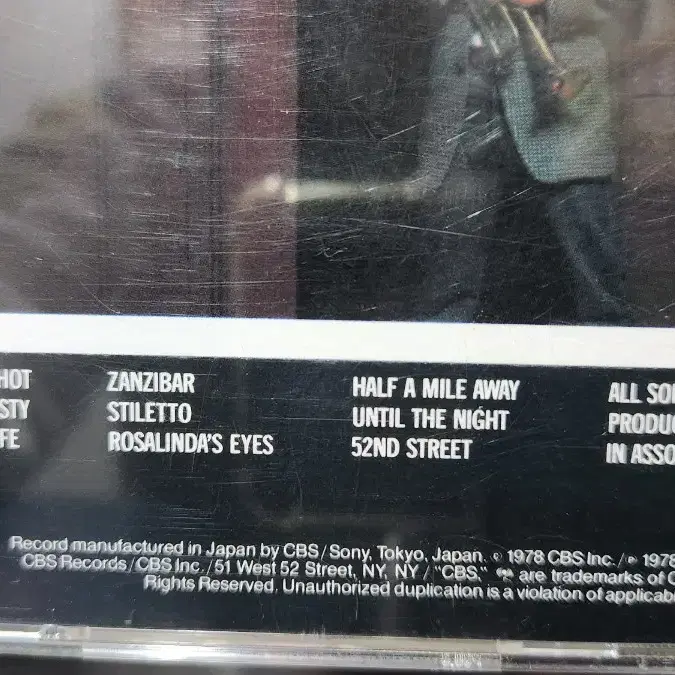 HOT
STY
FE
ZANZIBAR
STILETTO
ROSALINDA'S EYES
HALF A MILE AWAY
UNTIL THE NIGHT
52ND STREET
ALL SO
PRODUC
IN ASSO
Record manufactured in Japan by CBS/Sony, Tokyo, Japan. © 1978 CBS Inc./℗ 1978
CBS Records/CBS Inc./51 West 52 Street, NY, NY/"CBS," are trademarks of C
Rights Reserved. Unauthorized duplication is a violation of applicab